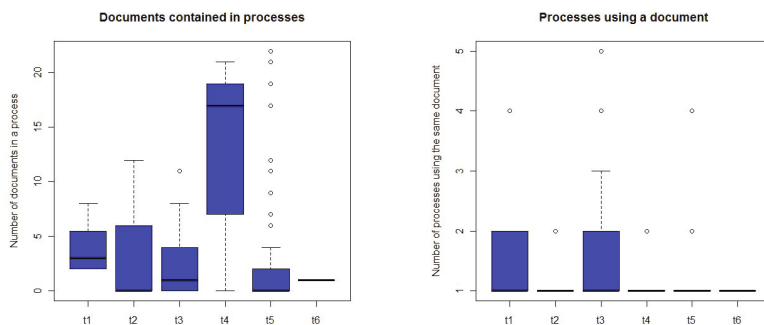 Documents contained in processes
Number of documents in a process
20
15
10
5
0
t1 t2 t3 t4 t5 t6
Processes using a document
Number of processes using the same document
5
4
3
2
1
t1 t2 t3 t4 t5 t6